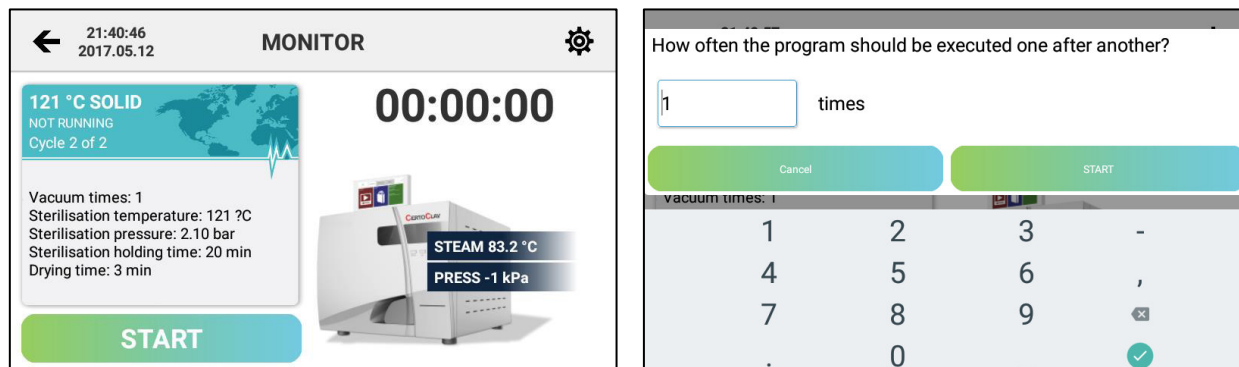 21:40:46
2017.05.12
MONITOR
121 °C SOLID
NOT RUNNING
Cycle 2 of 2
00:00:00
Vacuum times: 1
Sterilisation temperature: 121 ?C
Sterilisation pressure: 2.10 bar
Sterilisation holding time: 20 min
Drying time: 3 min
CERTOCLAV
STEAM 83.2 °C
PRESS -1 kPa
START
How often the program should be executed one after another?
1 times
Cancel START
Vacuum times: 1
1 2 3 -
4 5 6 ,
7 8 9
. 0